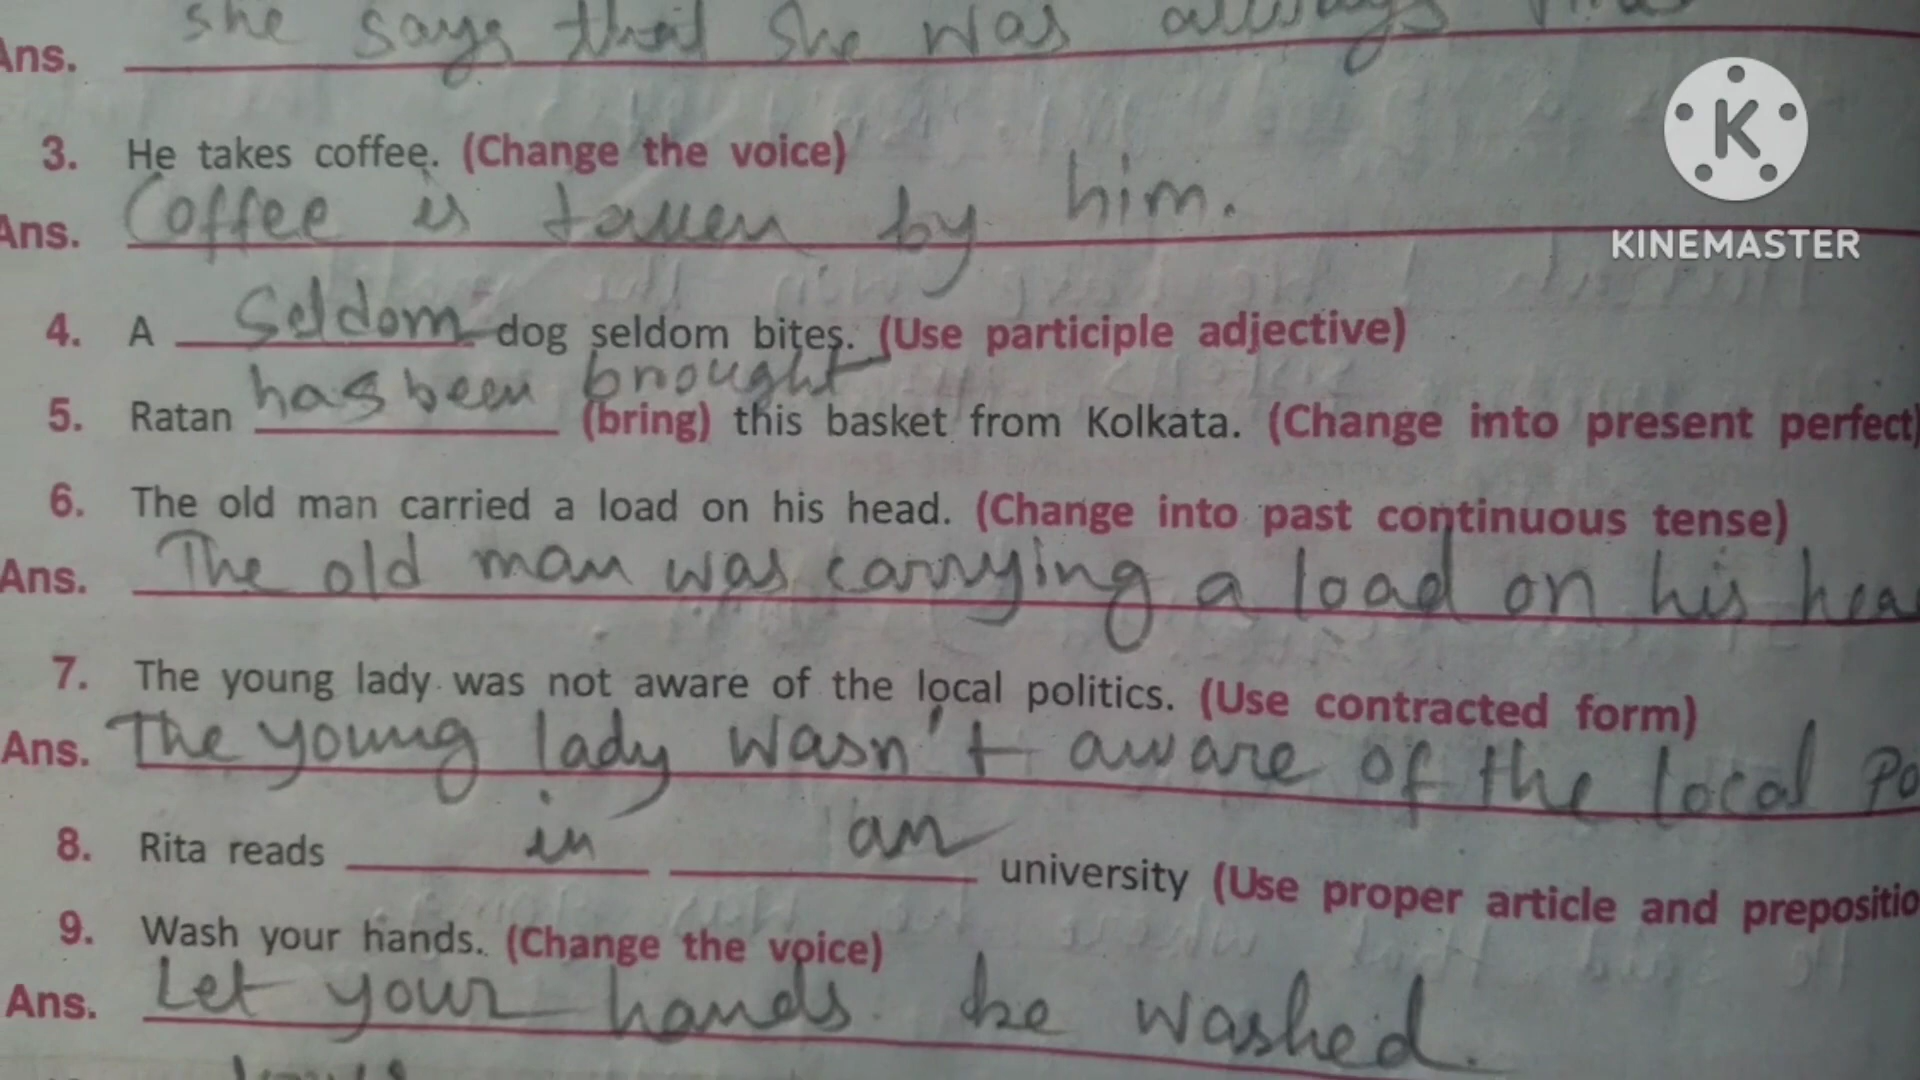 she says that she was always
Ans.
3. He takes coffee. (Change the voice)
Ans. Coffee is taken by him.
4. A Seldom dog seldom bites. (Use participle adjective)
has been brought
5. Ratan ________ (bring) this basket from Kolkata. (Change into present perfect)
6. The old man carried a load on his head. (Change into past continuous tense)
Ans. The old man was carrying a load on his hea
7. The young lady was not aware of the local politics. (Use contracted form)
Ans. The young lady wasn't aware of the local Po
8. Rita reads in an university (Use proper article and prepositio
9. Wash your hands. (Change the voice)
Ans. Let your hands be washed.
K
KINEMASTER